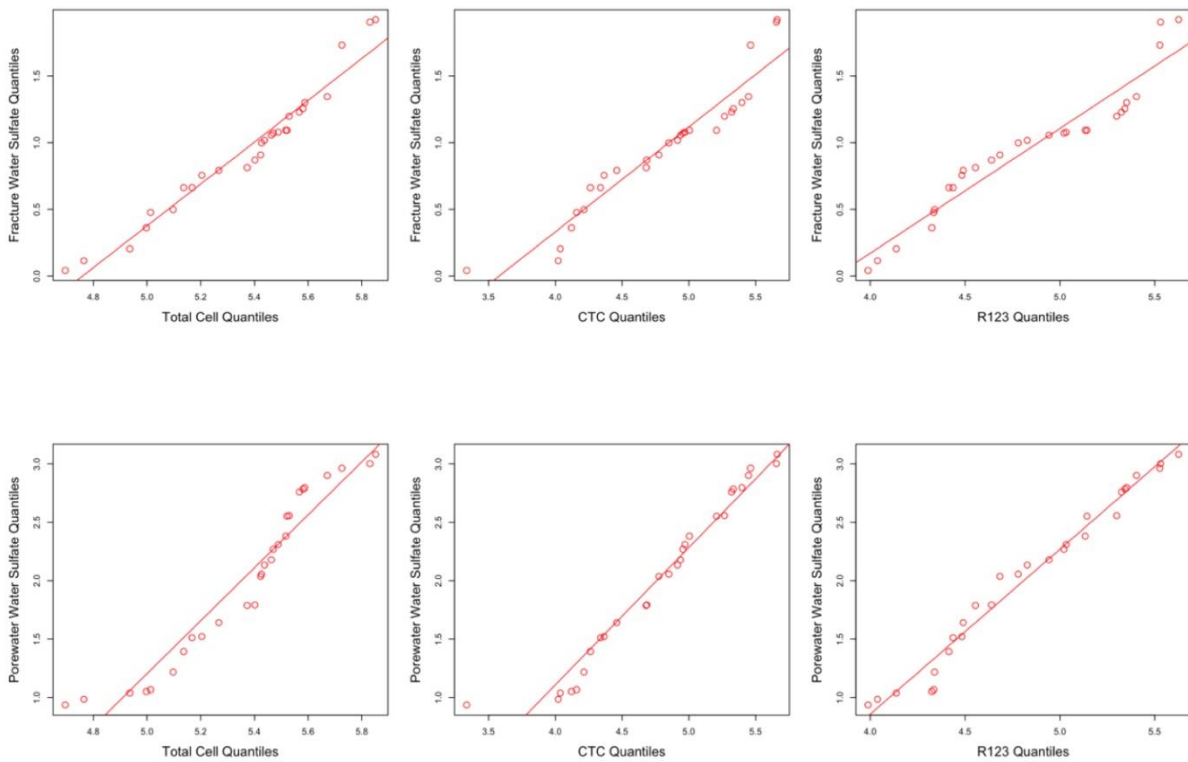 Fracture Water Sulfate Quantiles
0.0 0.5 1.0 1.5
4.8 5.0 5.2 5.4 5.6 5.8
Total Cell Quantiles
Fracture Water Sulfate Quantiles
0.0 0.5 1.0 1.5
3.5 4.0 4.5 5.0 5.5
CTC Quantiles
Fracture Water Sulfate Quantiles
0.0 0.5 1.0 1.5
4.0 4.5 5.0 5.5
R123 Quantiles
Porewater Water Sulfate Quantiles
1.0 1.5 2.0 2.5 3.0
4.8 5.0 5.2 5.4 5.6 5.8
Total Cell Quantiles
Porewater Water Sulfate Quantiles
1.0 1.5 2.0 2.5 3.0
3.5 4.0 4.5 5.0 5.5
CTC Quantiles
Porewater Water Sulfate Quantiles
1.0 1.5 2.0 2.5 3.0
4.0 4.5 5.0 5.5
R123 Quantiles